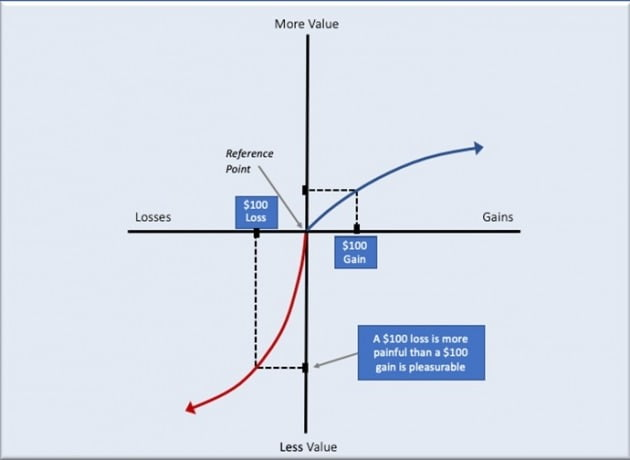 More Value
Reference
Point
$100
Loss
Losses
Gains
$100
Gain
A $100 loss is more
painful than a $100
gain is pleasurable
Less Value